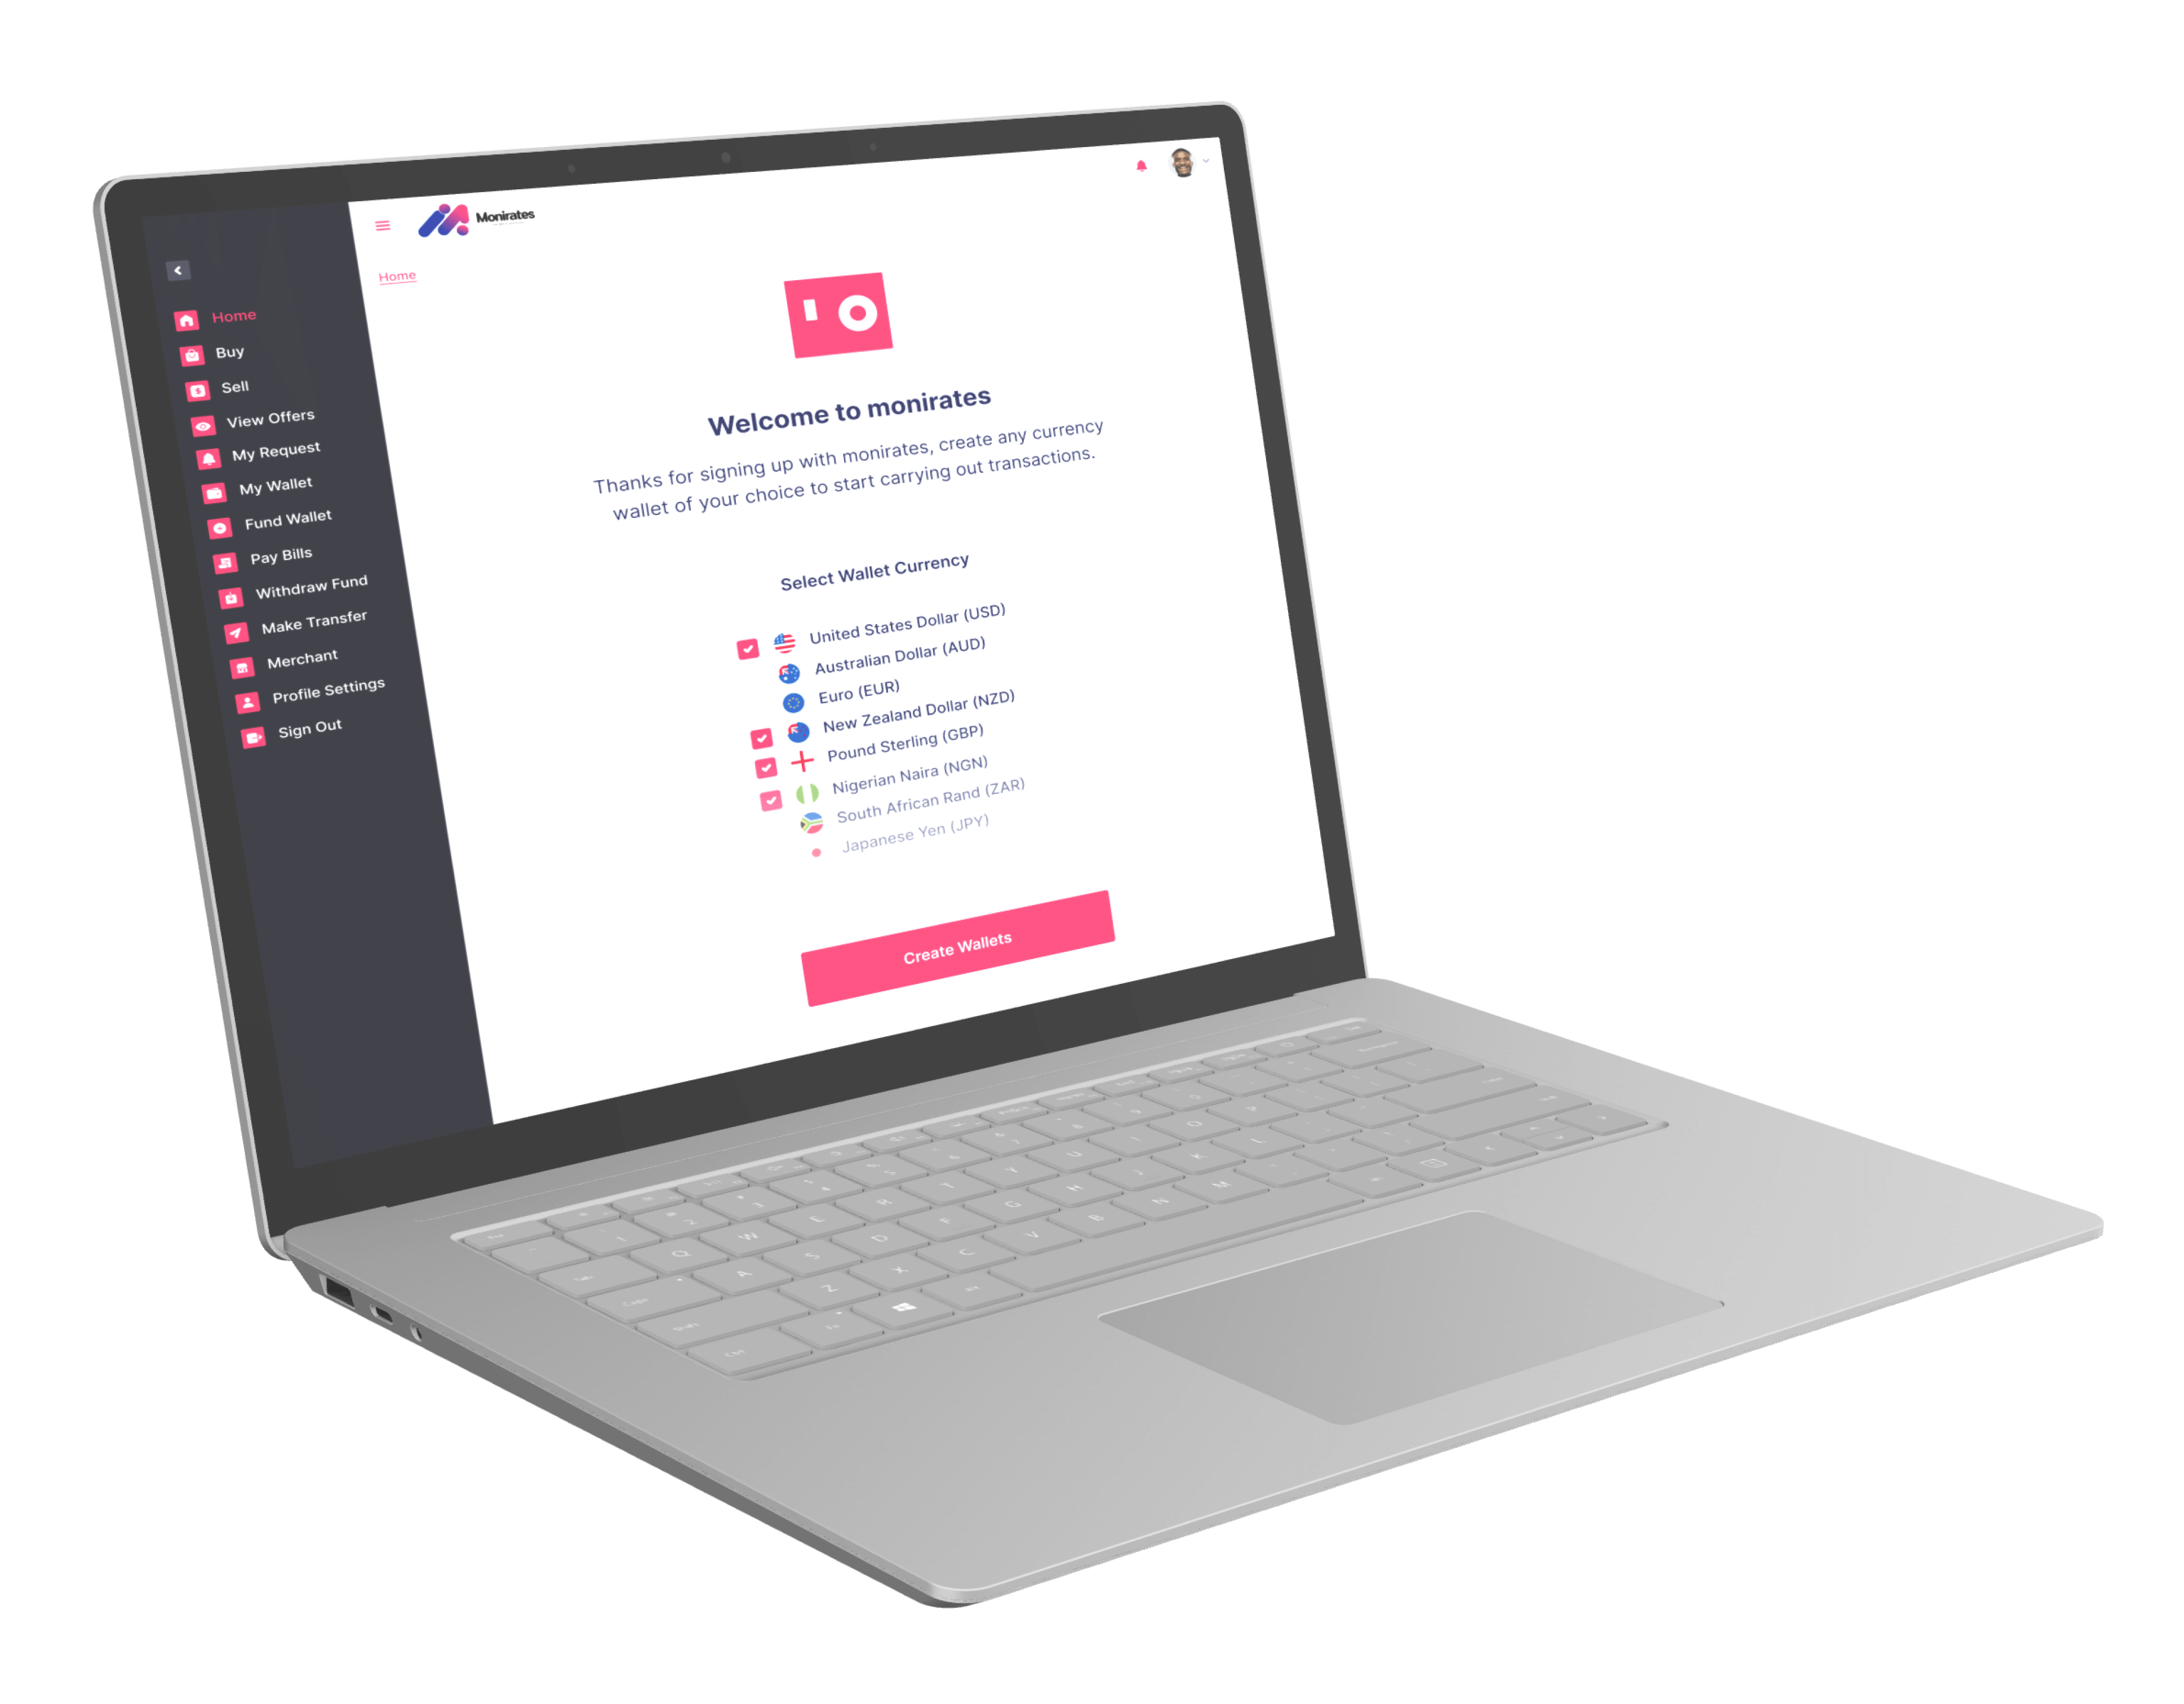 Monirates
Home
Home
Buy
Sell
View Offers
My Request
My Wallet
Fund Wallet
Pay Bills
Withdraw Fund
Make Transfer
Merchant
Profile Settings
Sign Out
Welcome to monirates
Thanks for signing up with monirates, create any currency
wallet of your choice to start carrying out transactions.
Select Wallet Currency
United States Dollar (USD)
Australian Dollar (AUD)
Euro (EUR)
New Zealand Dollar (NZD)
Pound Sterling (GBP)
Nigerian Naira (NGN)
South African Rand (ZAR)
Japanese Yen (JPY)
Create Wallets
Q W E R T Y U I O P
Caps A S D F G H J K L
Shift Z X C V B N M
Ctrl Fn